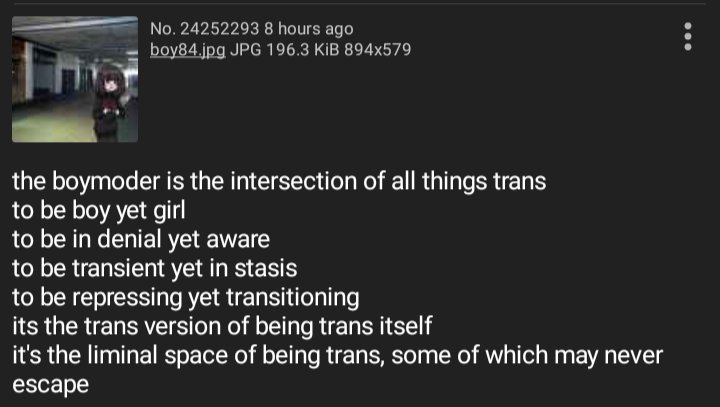 No. 24252293 8 hours ago
boy84.jpg JPG 196.3 KiB 894x579
the boymoder is the intersection of all things trans
to be boy yet girl
to be in denial yet aware
to be transient yet in stasis
to be repressing yet transitioning
its the trans version of being trans itself
it's the liminal space of being trans, some of which may never
escape